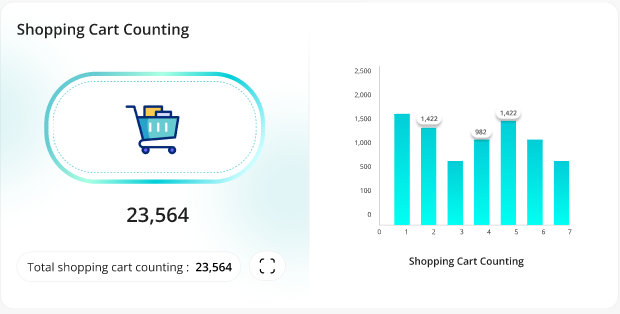 Shopping Cart Counting
23,564
Total shopping cart counting : 23,564
2,500
2,000
1,500
1,000
500
100
0
1,422
982
1,422
0 1 2 3 4 5 6 7
Shopping Cart Counting